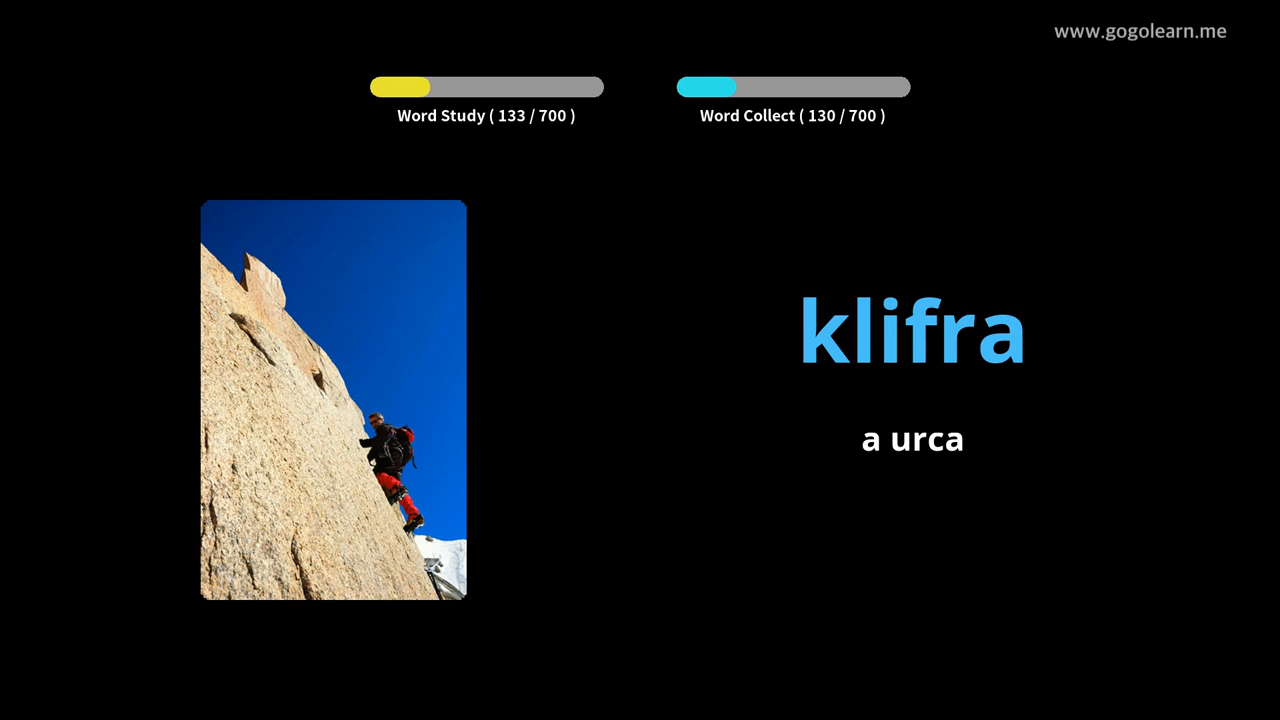 www.gogolearn.me
Word Study ( 133 / 700 )
Word Collect ( 130 / 700 )
klifra
a urca